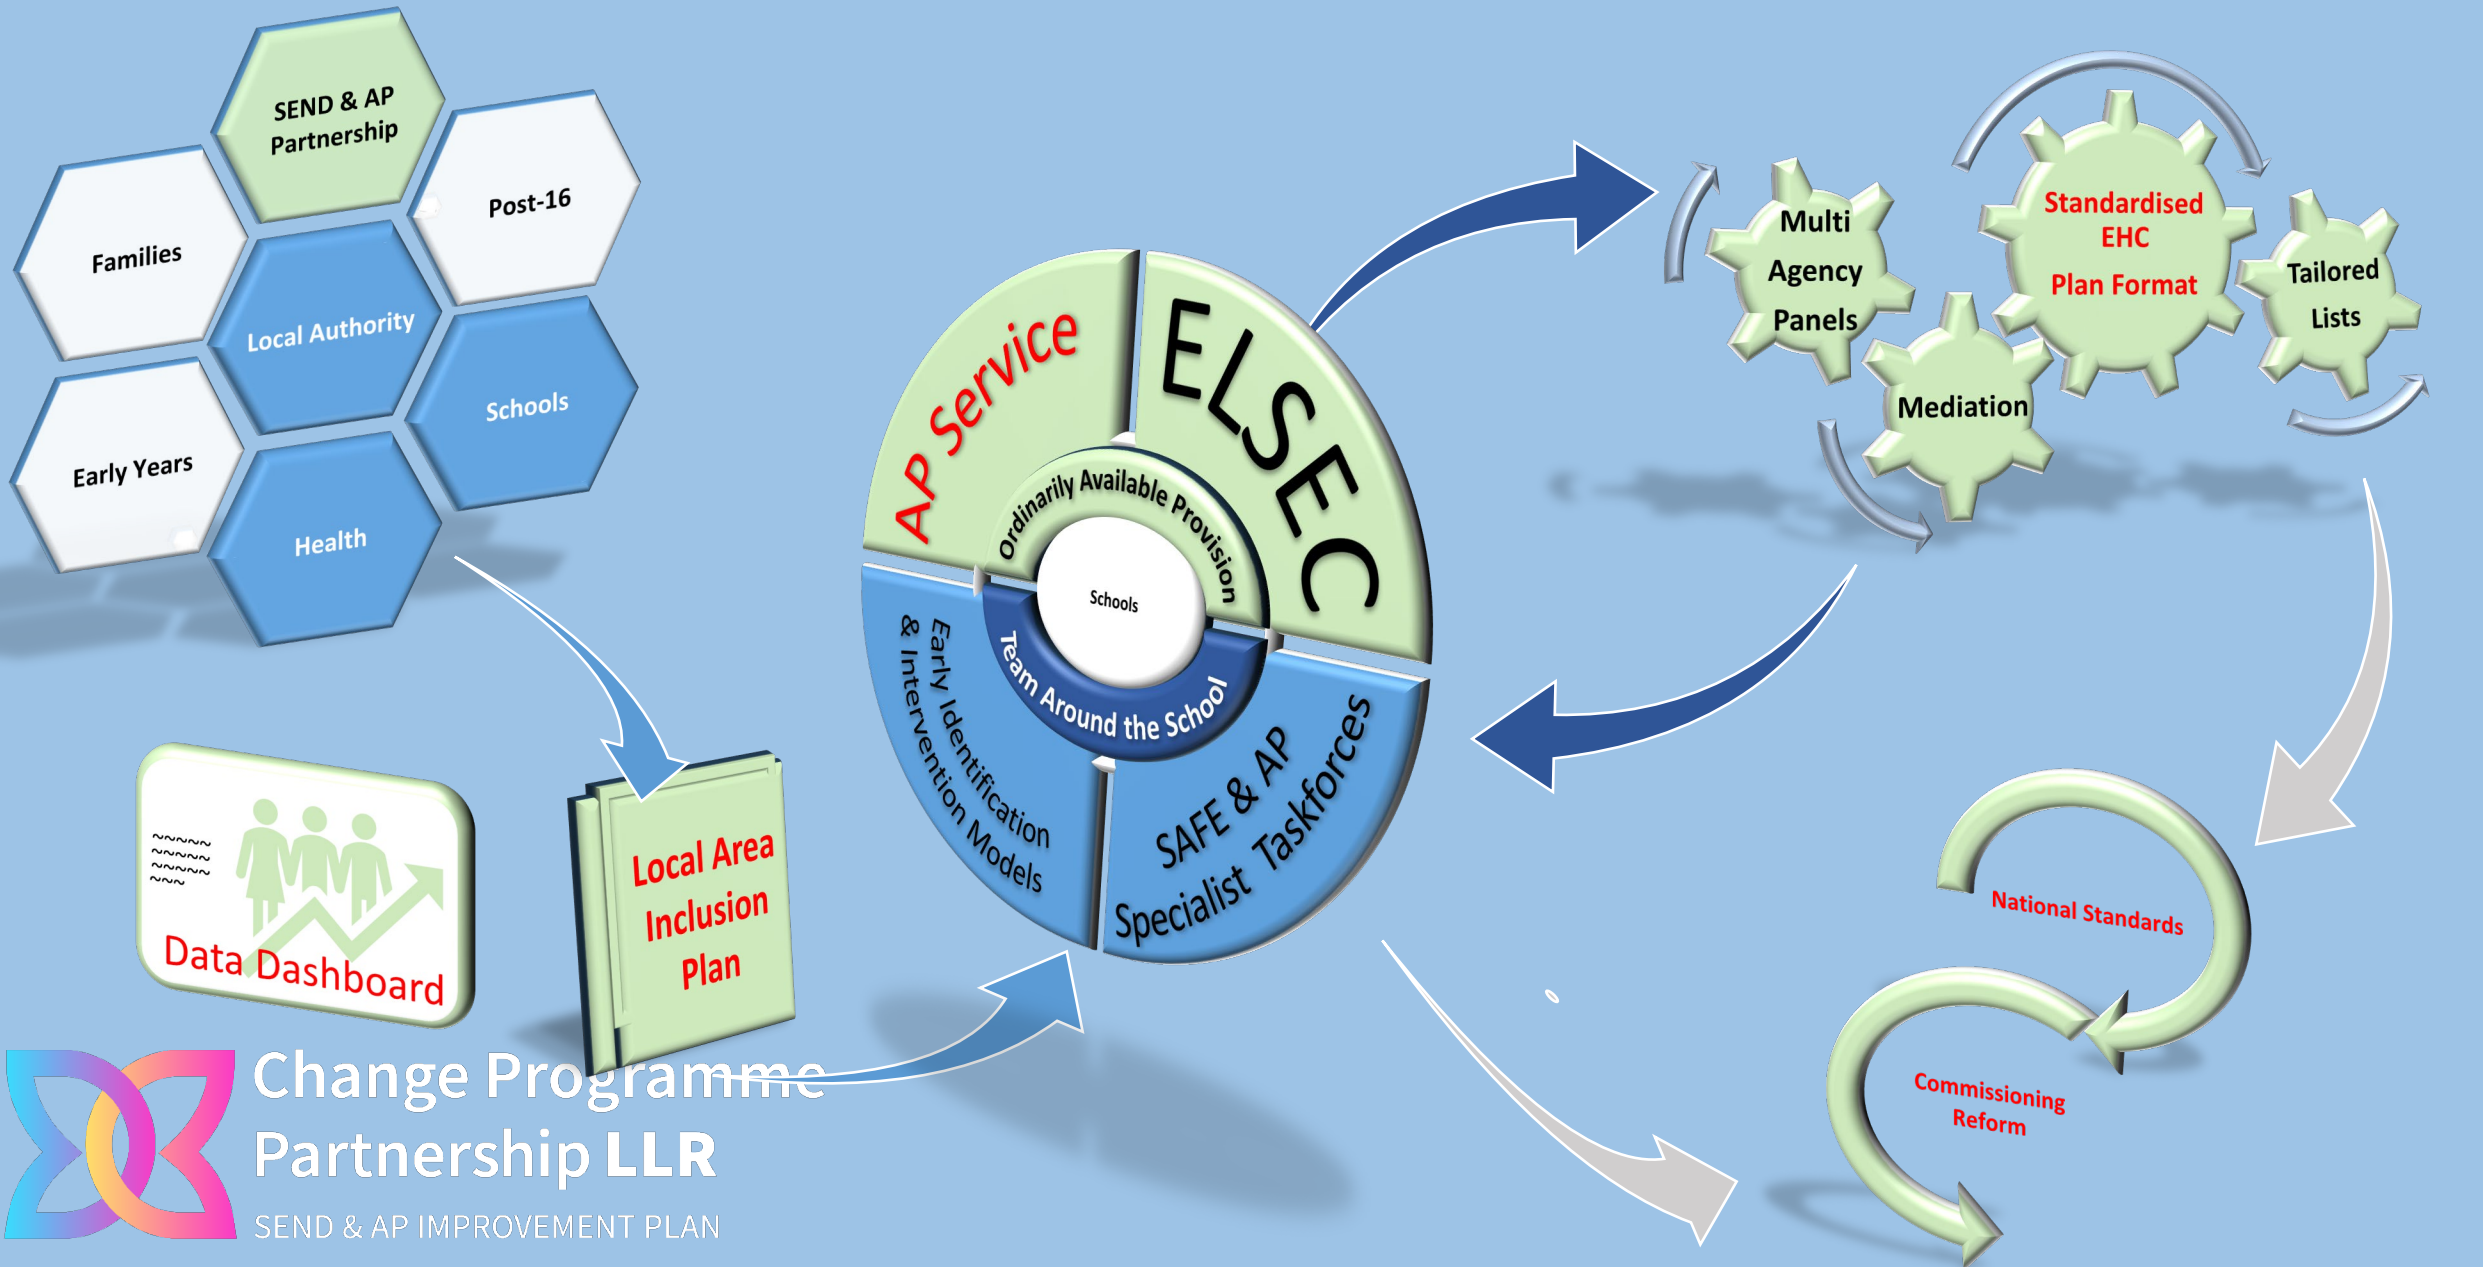 SEND & AP
Partnership
Post-16
Families
Local Authority
Schools
Early Years
Health
Data Dashboard
Local Area
Inclusion
Plan
AP Service
ELSEC
Ordinarily Available Provision
Schools
Team Around the School
Early Identification
& Intervention Models
SAFE & AP
Specialist Taskforces
Multi
Agency
Panels
Standardised
EHC
Plan Format
Tailored
Lists
Mediation
National Standards
Commissioning
Reform
Change Programme
Partnership LLR
SEND & AP IMPROVEMENT PLAN